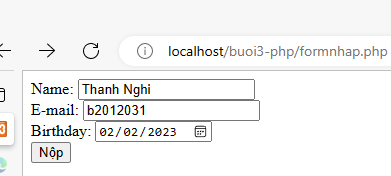 localhost/buoi3-php/formnhap.php
Name: Thanh Nghi
E-mail: b2012031
Birthday: 02/02/2023
Nộp